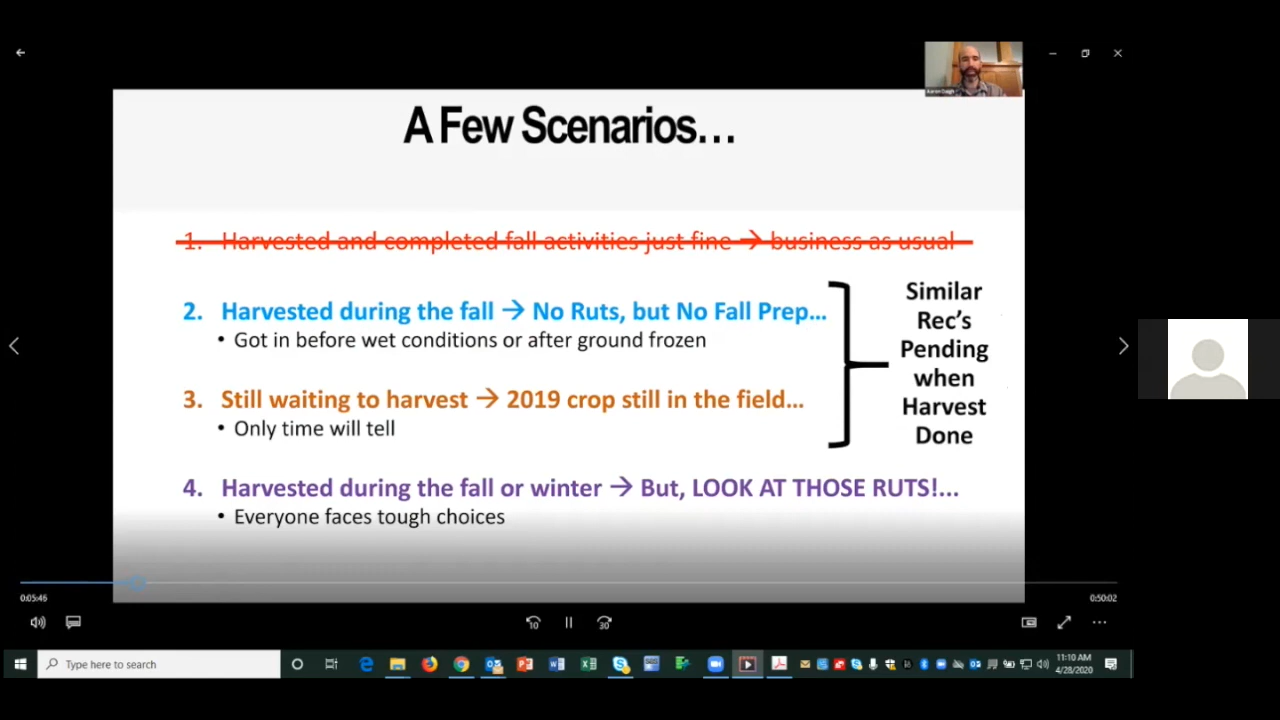 A Few Scenarios...
1. Harvested and completed fall activities just fine → business as usual
2. Harvested during the fall → No Ruts, but No Fall Prep...
• Got in before wet conditions or after ground frozen
3. Still waiting to harvest → 2019 crop still in the field...
• Only time will tell
4. Harvested during the fall or winter → But, LOOK AT THOSE RUTS!...
• Everyone faces tough choices
Similar
Rec's
Pending
when
Harvest
Done
0:05:46
0:50:02
10
30
Type here to search
11:10 AM
4/28/2020